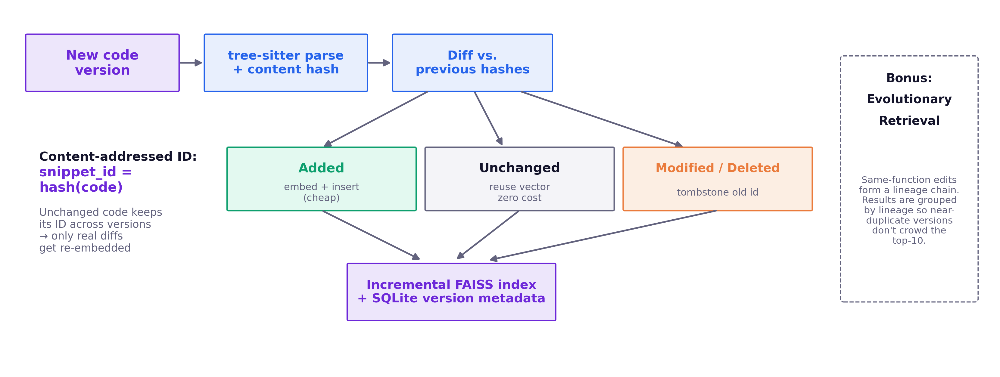 New code
version
tree-sitter parse
+ content hash
Diff vs.
previous hashes
Bonus:
Evolutionary
Retrieval
Content-addressed ID:
snippet_id =
hash(code)
Unchanged code keeps
its ID across versions
→ only real diffs
get re-embedded
Added
embed + insert
(cheap)
Unchanged
reuse vector
zero cost
Modified / Deleted
tombstone old id
Same-function edits
form a lineage chain.
Results are grouped
by lineage so near-
duplicate versions
don't crowd the
top-10.
Incremental FAISS index
+ SQLite version metadata